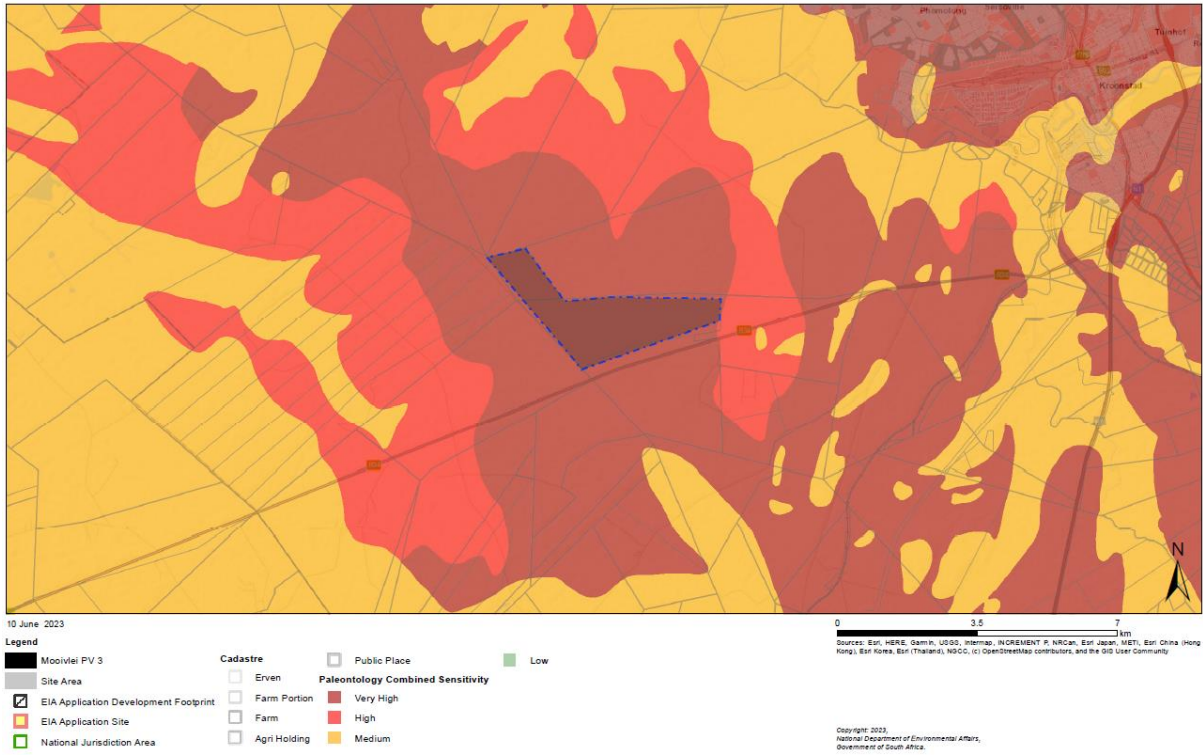 Phomolong
Kroonstad
N
10 June 2023
Legend
Mooivlei PV 3
Site Area
EIA Application Development Footprint
EIA Application Site
National Jurisdiction Area
Cadastre
Erven
Farm Portion
Farm
Agri Holding
Public Place
Paleontology Combined Sensitivity
Very High
High
Medium
Low
0 3.5 7
km
Sources: Esri, HERE, Garmin, USGS, Intermap, INCREMENT P, NRCan, Esri Japan, METI, Esri China (Hong
Kong), Esri Korea, Esri (Thailand), NGCC, (c) OpenStreetMap contributors, and the GIS User Community
Copyright: 2023,
National Department of Environmental Affairs,
Government of South Africa.